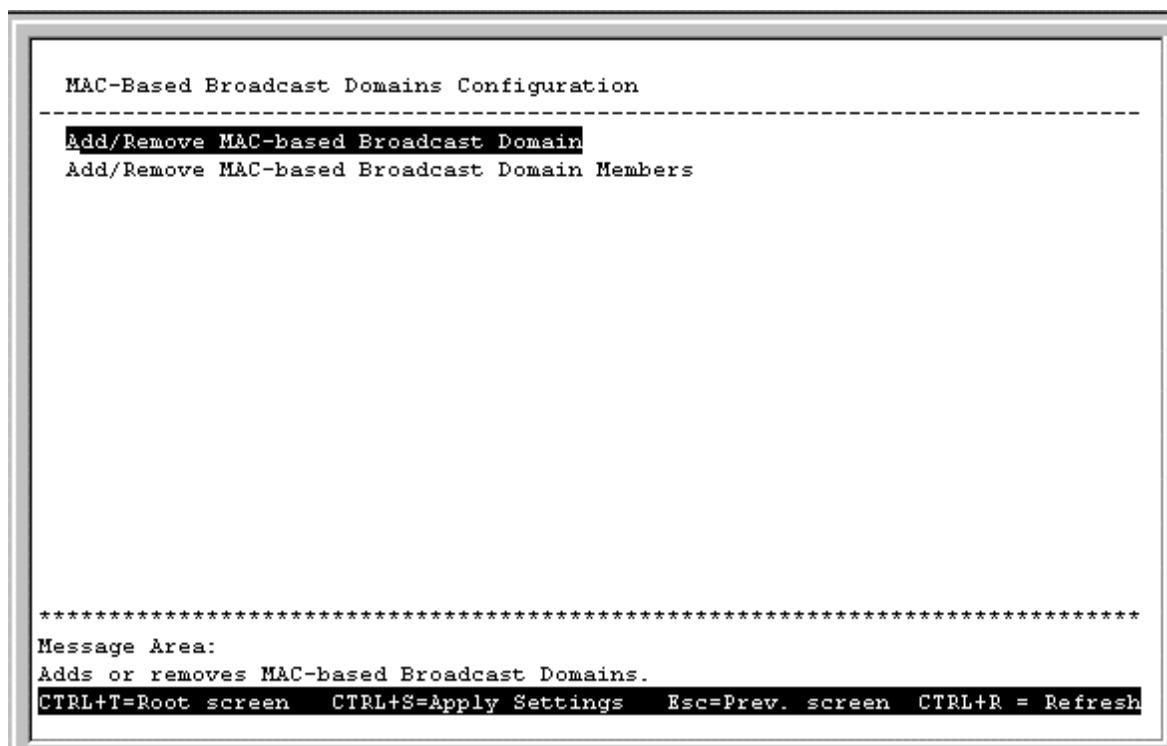 MAC-Based Broadcast Domains Configuration
--------------------------------------------------------------------------------
Add/Remove MAC-based Broadcast Domain
Add/Remove MAC-based Broadcast Domain Members
*******************************************************************************
Message Area:
Adds or removes MAC-based Broadcast Domains.
CTRL+T=Root screen   CTRL+S=Apply Settings   Esc=Prev. screen  CTRL+R = Refresh